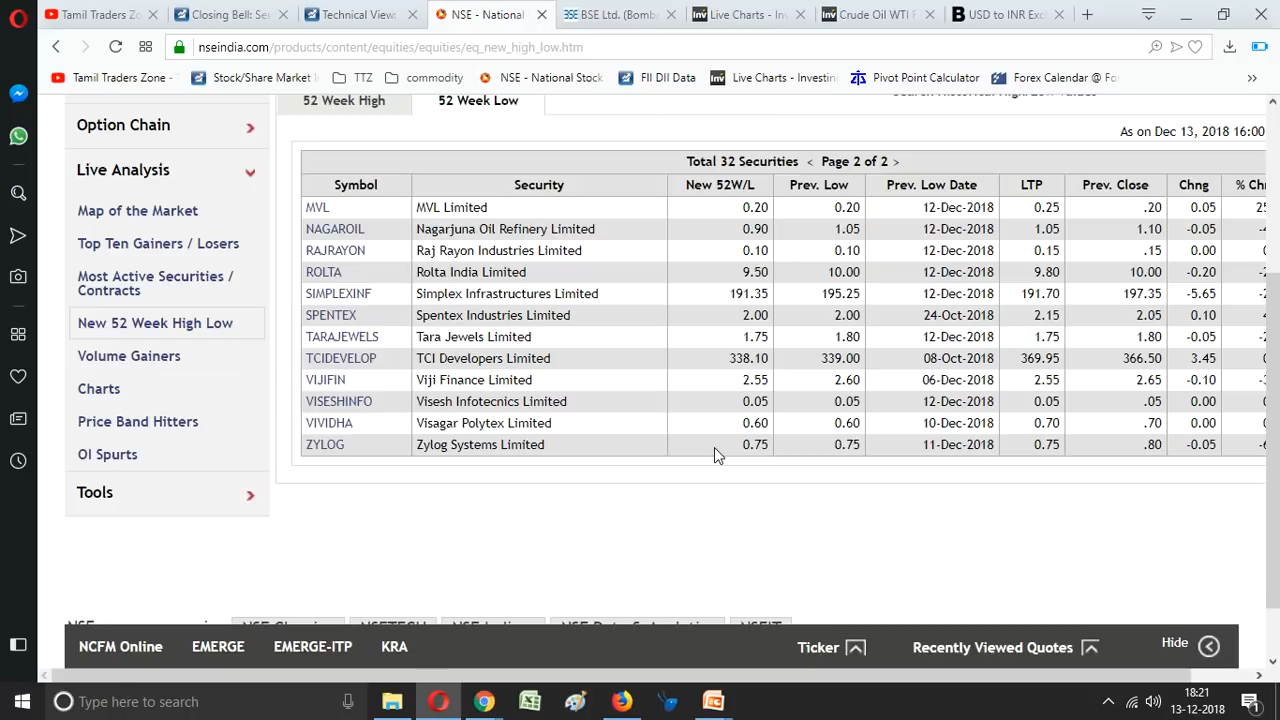 Tamil Traders Zo
Closing Bell: Se
Technical View
NSE - National
BSE Ltd. (Bomb
Live Charts - In
Crude Oil WTI F
USD to INR Exc
nseindia.com/products/content/equities/equities/eq_new_high_low.htm
Tamil Traders Zone -
Stock/Share Market
TTZ
commodity
NSE - National Stock
FII DII Data
Live Charts - Investin
Pivot Point Calculator
Forex Calendar @ Fo
52 Week High
52 Week Low
As on Dec 13, 2018 16:00
Option Chain
Live Analysis
Map of the Market
Top Ten Gainers / Losers
Most Active Securities /
Contracts
New 52 Week High Low
Volume Gainers
Charts
Price Band Hitters
OI Spurts
Tools
Total 32 Securities < Page 2 of 2 >
Symbol Security New 52W/L Prev. Low Prev. Low Date LTP Prev. Close Chng % Ch
MVL MVL Limited 0.20 0.20 12-Dec-2018 0.25 .20 0.05 25
NAGAROIL Nagarjuna Oil Refinery Limited 0.90 1.05 12-Dec-2018 1.05 1.10 -0.05
RAJRAYON Raj Rayon Industries Limited 0.10 0.10 12-Dec-2018 0.15 .15 0.00
ROLTA Rolta India Limited 9.50 10.00 12-Dec-2018 9.80 10.00 -0.20
SIMPLEXINF Simplex Infrastructures Limited 191.35 195.25 12-Dec-2018 191.70 197.35 -5.65
SPENTEX Spentex Industries Limited 2.00 2.00 24-Oct-2018 2.15 2.05 0.10
TARAJEWELS Tara Jewels Limited 1.75 1.80 12-Dec-2018 1.75 1.80 -0.05
TCIDEVELOP TCI Developers Limited 338.10 339.00 08-Oct-2018 369.95 366.50 3.45
VIJIFIN Viji Finance Limited 2.55 2.60 06-Dec-2018 2.55 2.65 -0.10
VISESHINFO Visesh Infotecnics Limited 0.05 0.05 12-Dec-2018 0.05 .05 0.00
VIVIDHA Visagar Polytex Limited 0.60 0.60 10-Dec-2018 0.70 .70 0.00
ZYLOG Zylog Systems Limited 0.75 0.75 11-Dec-2018 0.75 .80 -0.05
NCFM Online EMERGE EMERGE-ITP KRA Ticker Recently Viewed Quotes Hide
Type here to search
18:21
13-12-2018